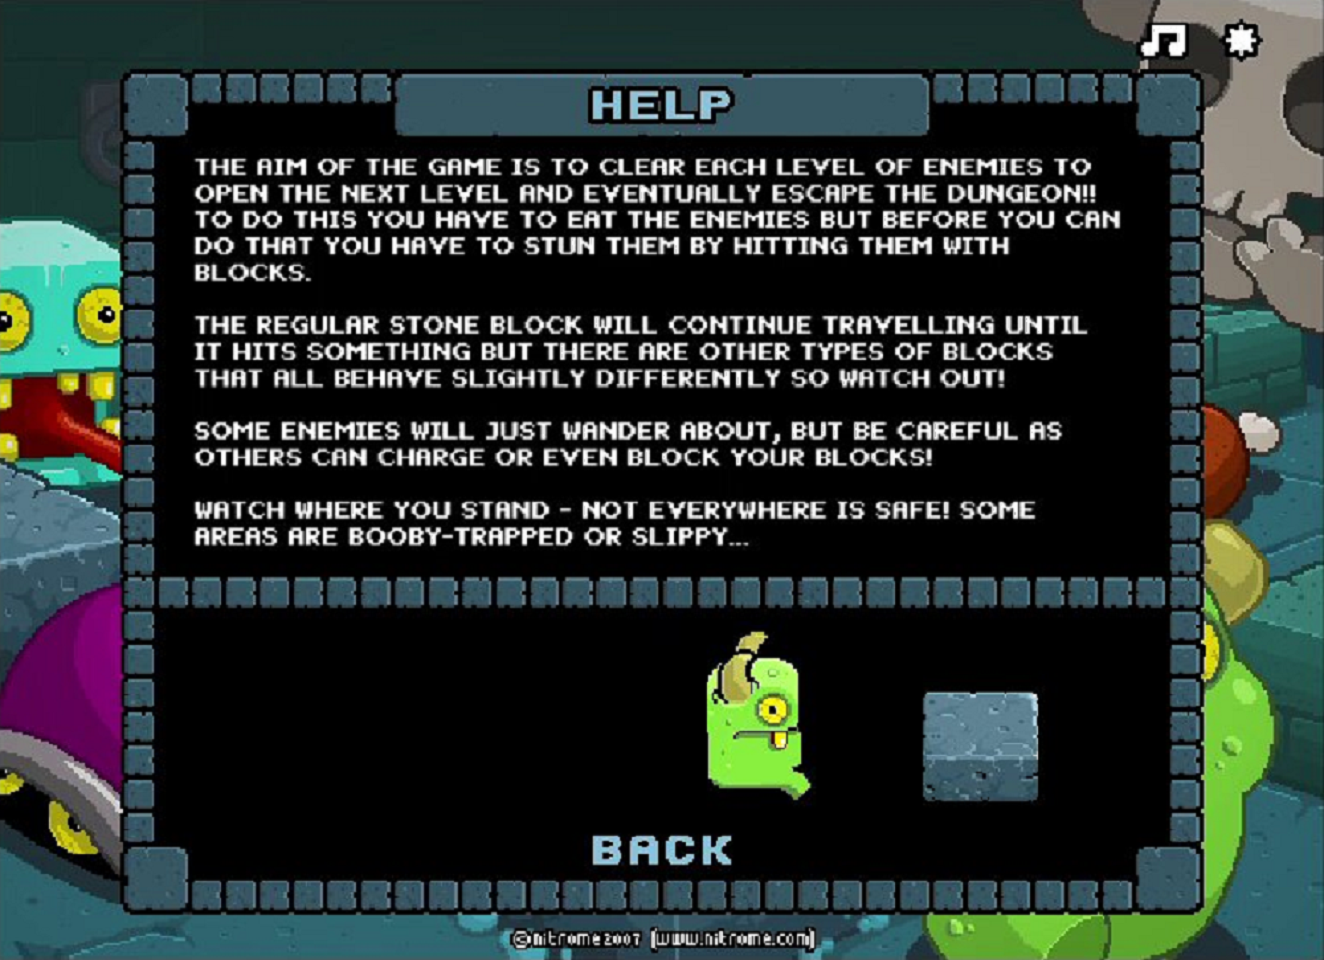 HELP
THE AIM OF THE GAME IS TO CLEAR EACH LEVEL OF ENEMIES TO
OPEN THE NEXT LEVEL AND EVENTUALLY ESCAPE THE DUNGEON!!
TO DO THIS YOU HAVE TO EAT THE ENEMIES BUT BEFORE YOU CAN
DO THAT YOU HAVE TO STUN THEM BY HITTING THEM WITH
BLOCKS.
THE REGULAR STONE BLOCK WILL CONTINUE TRAVELLING UNTIL
IT HITS SOMETHING BUT THERE ARE OTHER TYPES OF BLOCKS
THAT ALL BEHAVE SLIGHTLY DIFFERENTLY SO WATCH OUT!
SOME ENEMIES WILL JUST WANDER ABOUT, BUT BE CAREFUL AS
OTHERS CAN CHARGE OR EVEN BLOCK YOUR BLOCKS!
WATCH WHERE YOU STAND - NOT EVERYWHERE IS SAFE! SOME
AREAS ARE BOOBY-TRAPPED OR SLIPPY...
BACK
©nitrome2007 [www.nitrome.com]